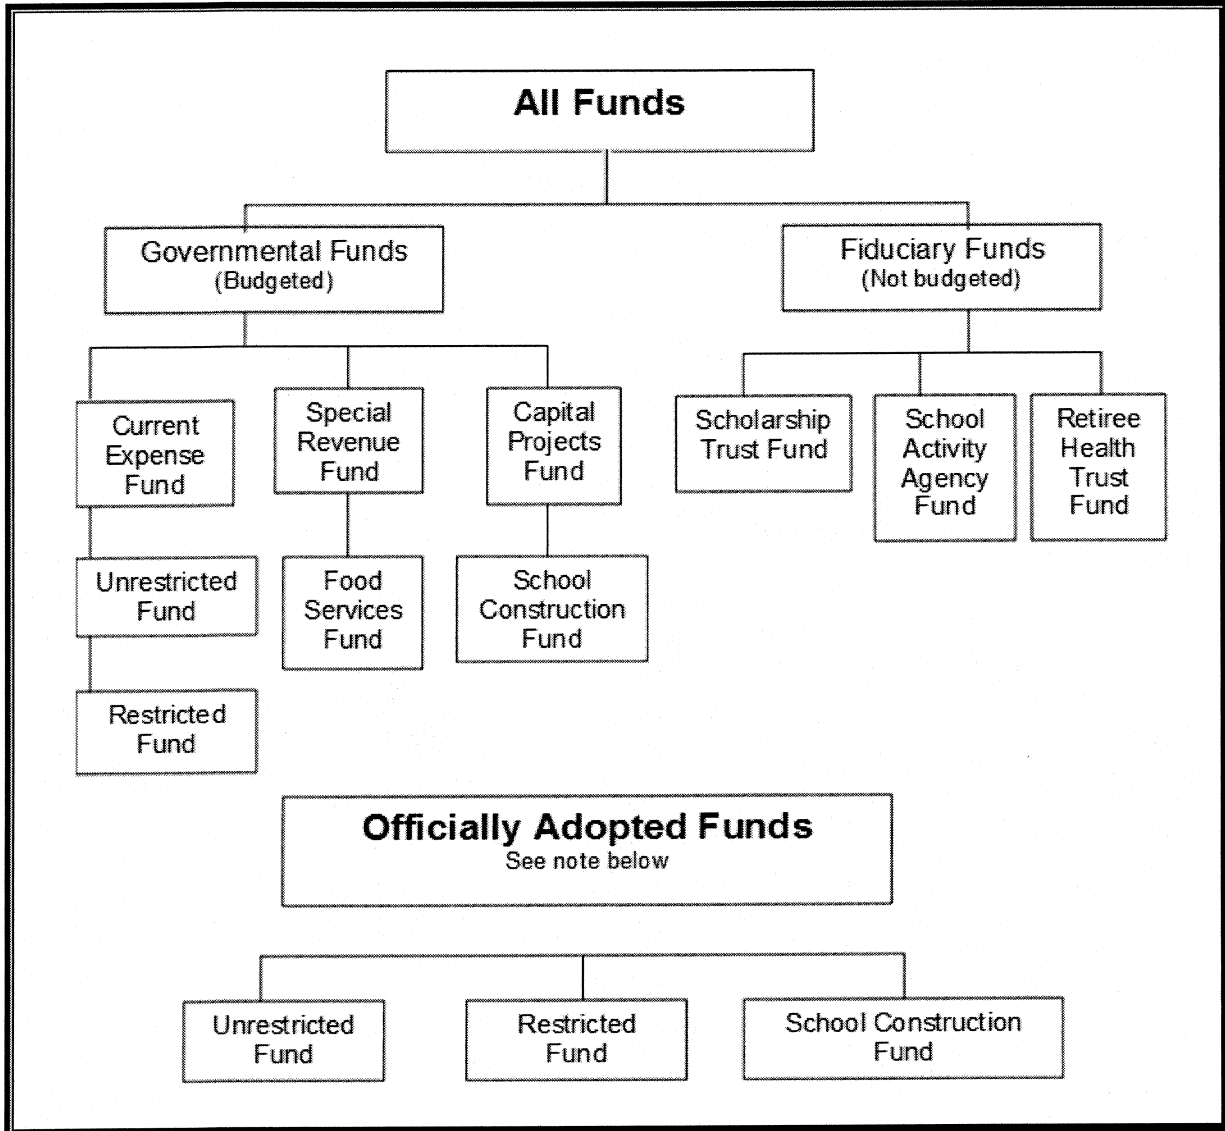 All Funds
Governmental Funds
(Budgeted)
Fiduciary Funds
(Not budgeted)
Current
Expense
Fund
Special
Revenue
Fund
Capital
Projects
Fund
Scholarship
Trust Fund
School
Activity
Agency
Fund
Retiree
Health
Trust
Fund
Unrestricted
Fund
Food
Services
Fund
School
Construction
Fund
Restricted
Fund
Officially Adopted Funds
See note below
Unrestricted
Fund
Restricted
Fund
School Construction
Fund